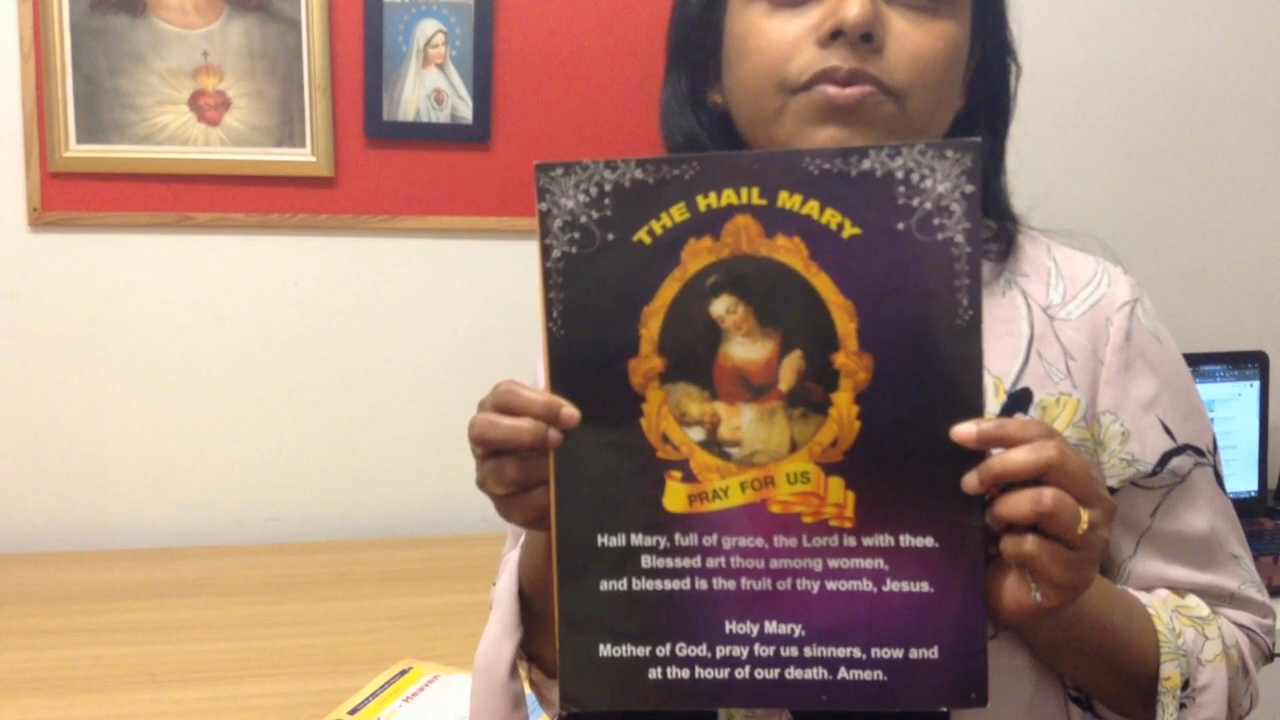 THE HAIL MARY
PRAY FOR US
Hail Mary, full of grace, the Lord is with thee.
Blessed art thou among women,
and blessed is the fruit of thy womb, Jesus.
Holy Mary,
Mother of God, pray for us sinners, now and
at the hour of our death. Amen.
Heaven